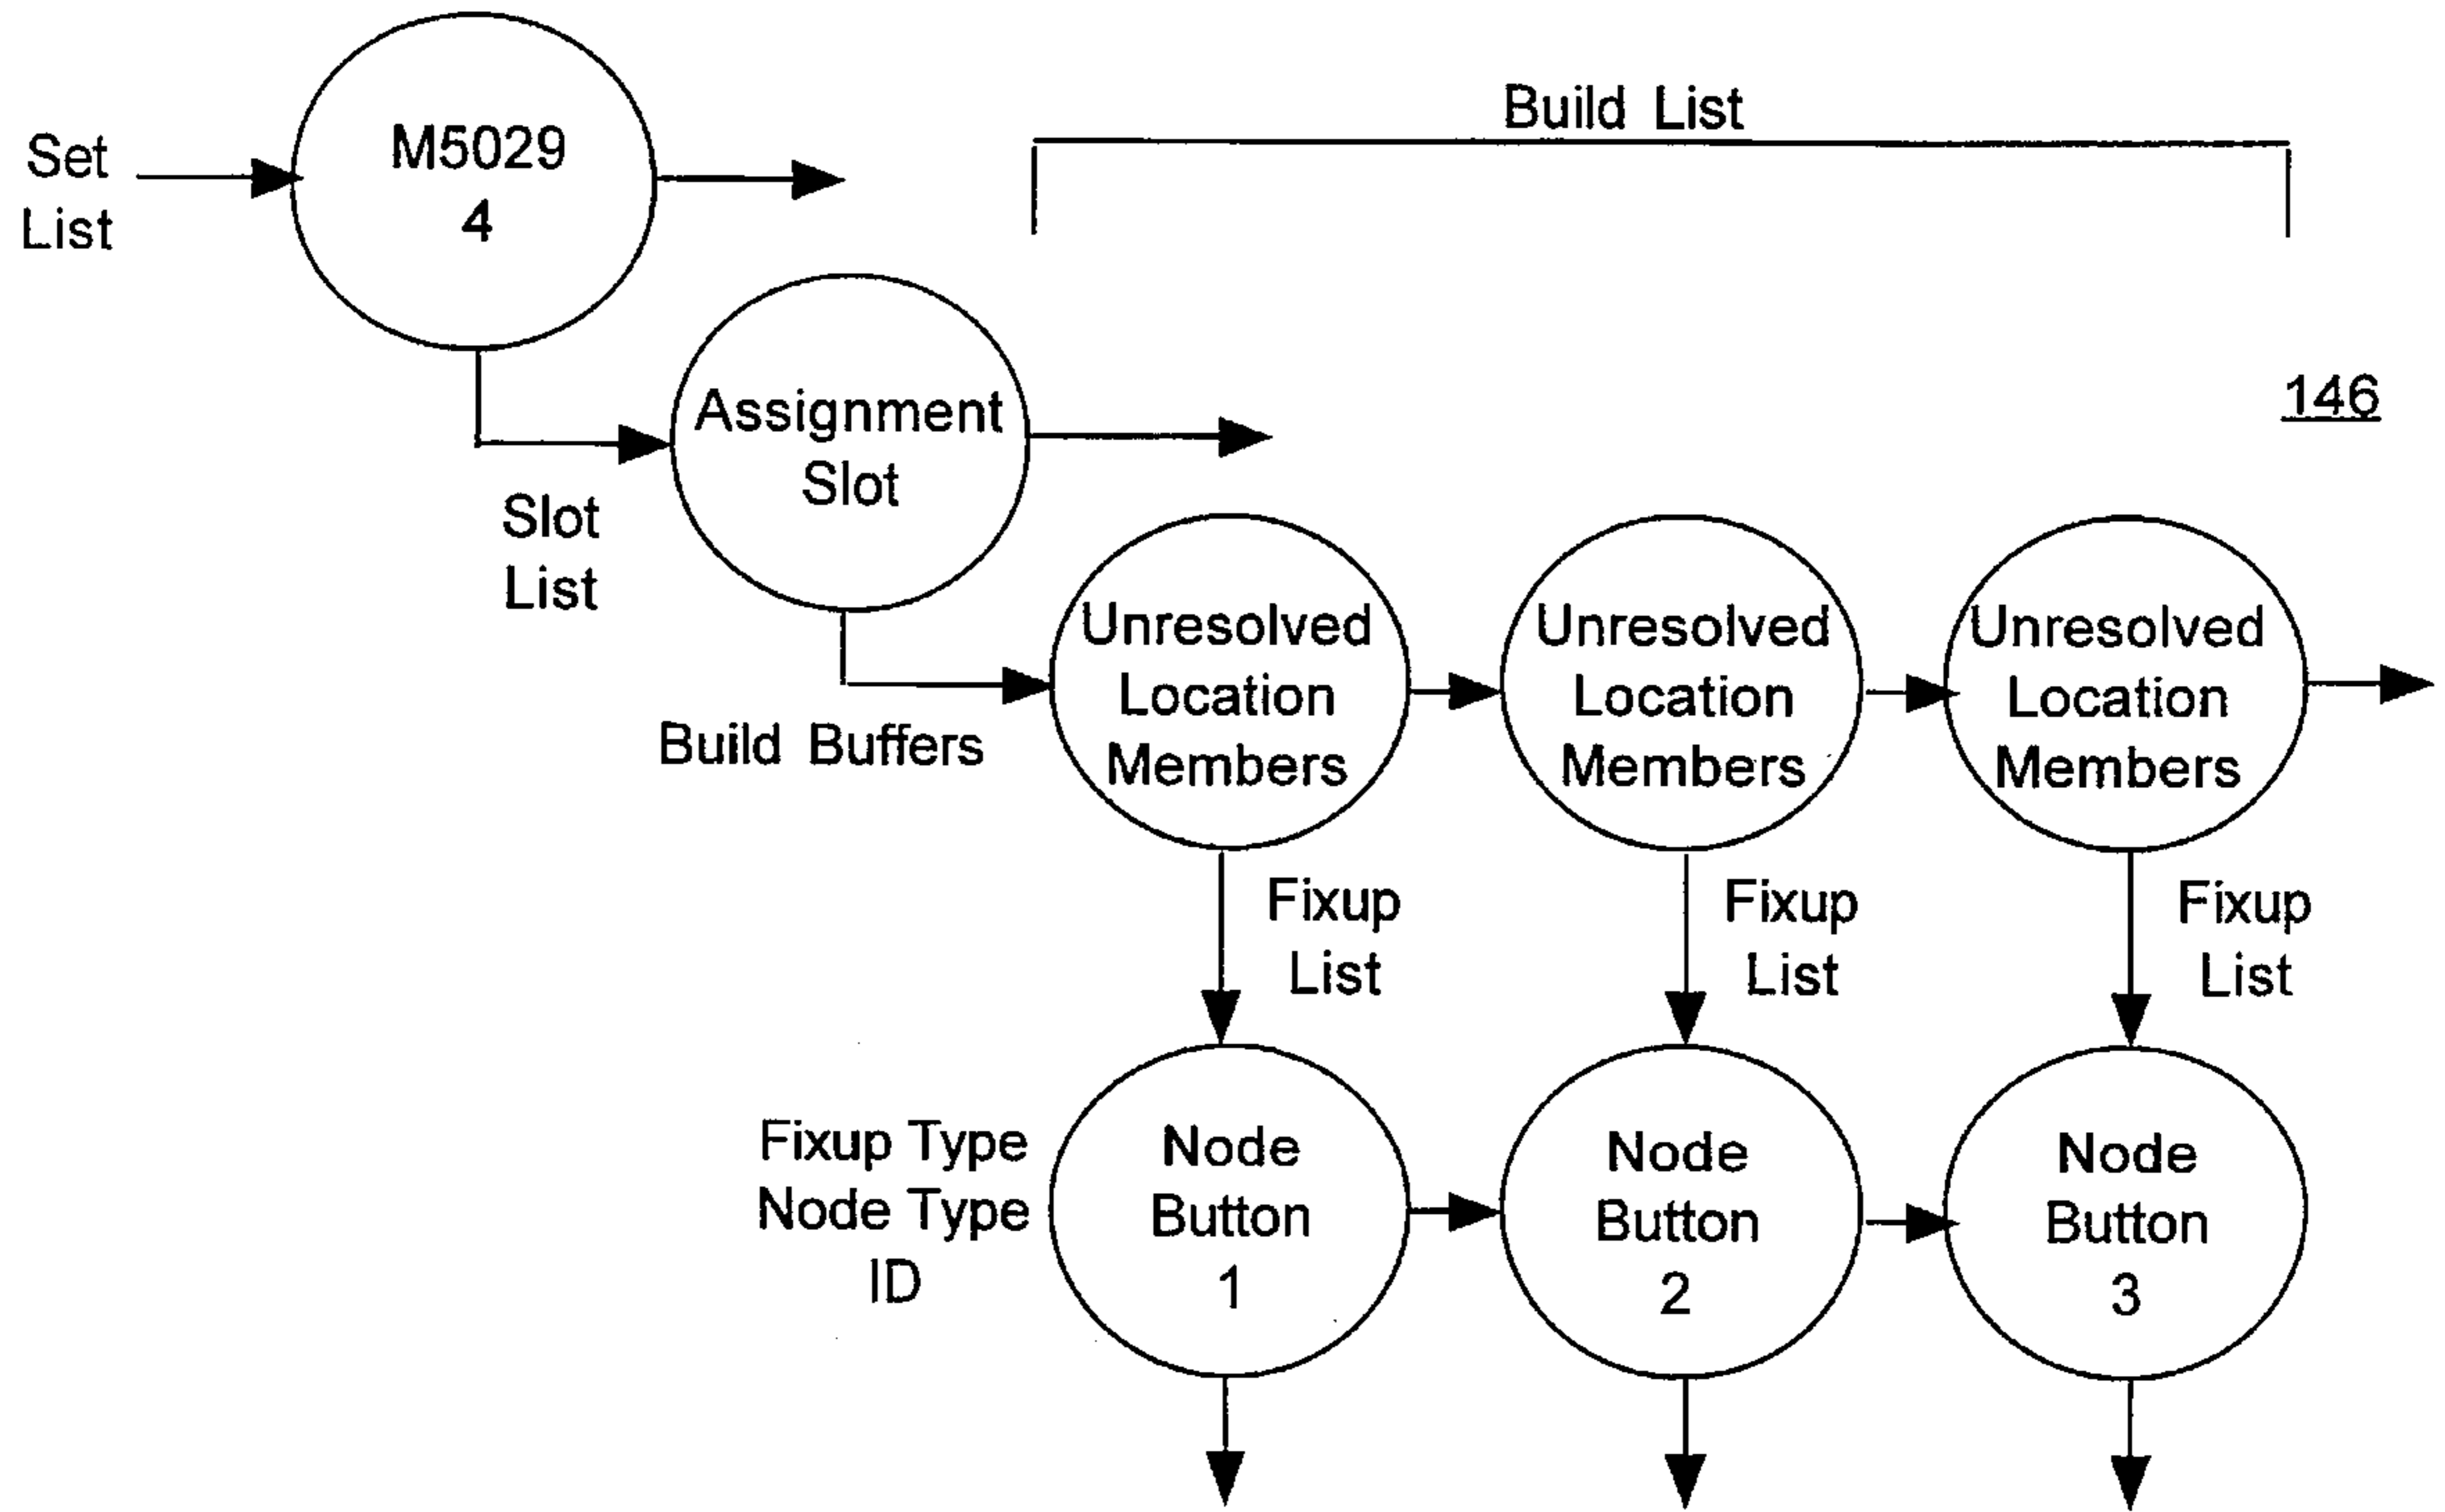 Build List
Set
List
M5029
4
146
Assignment
Slot
Slot
List
Unresolved
Location
Members
Unresolved
Location
Members
Unresolved
Location
Members
Build Buffers
Fixup
List
Fixup
List
Fixup
List
Fixup Type
Node Type
ID
Node
Button
1
Node
Button
2
Node
Button
3